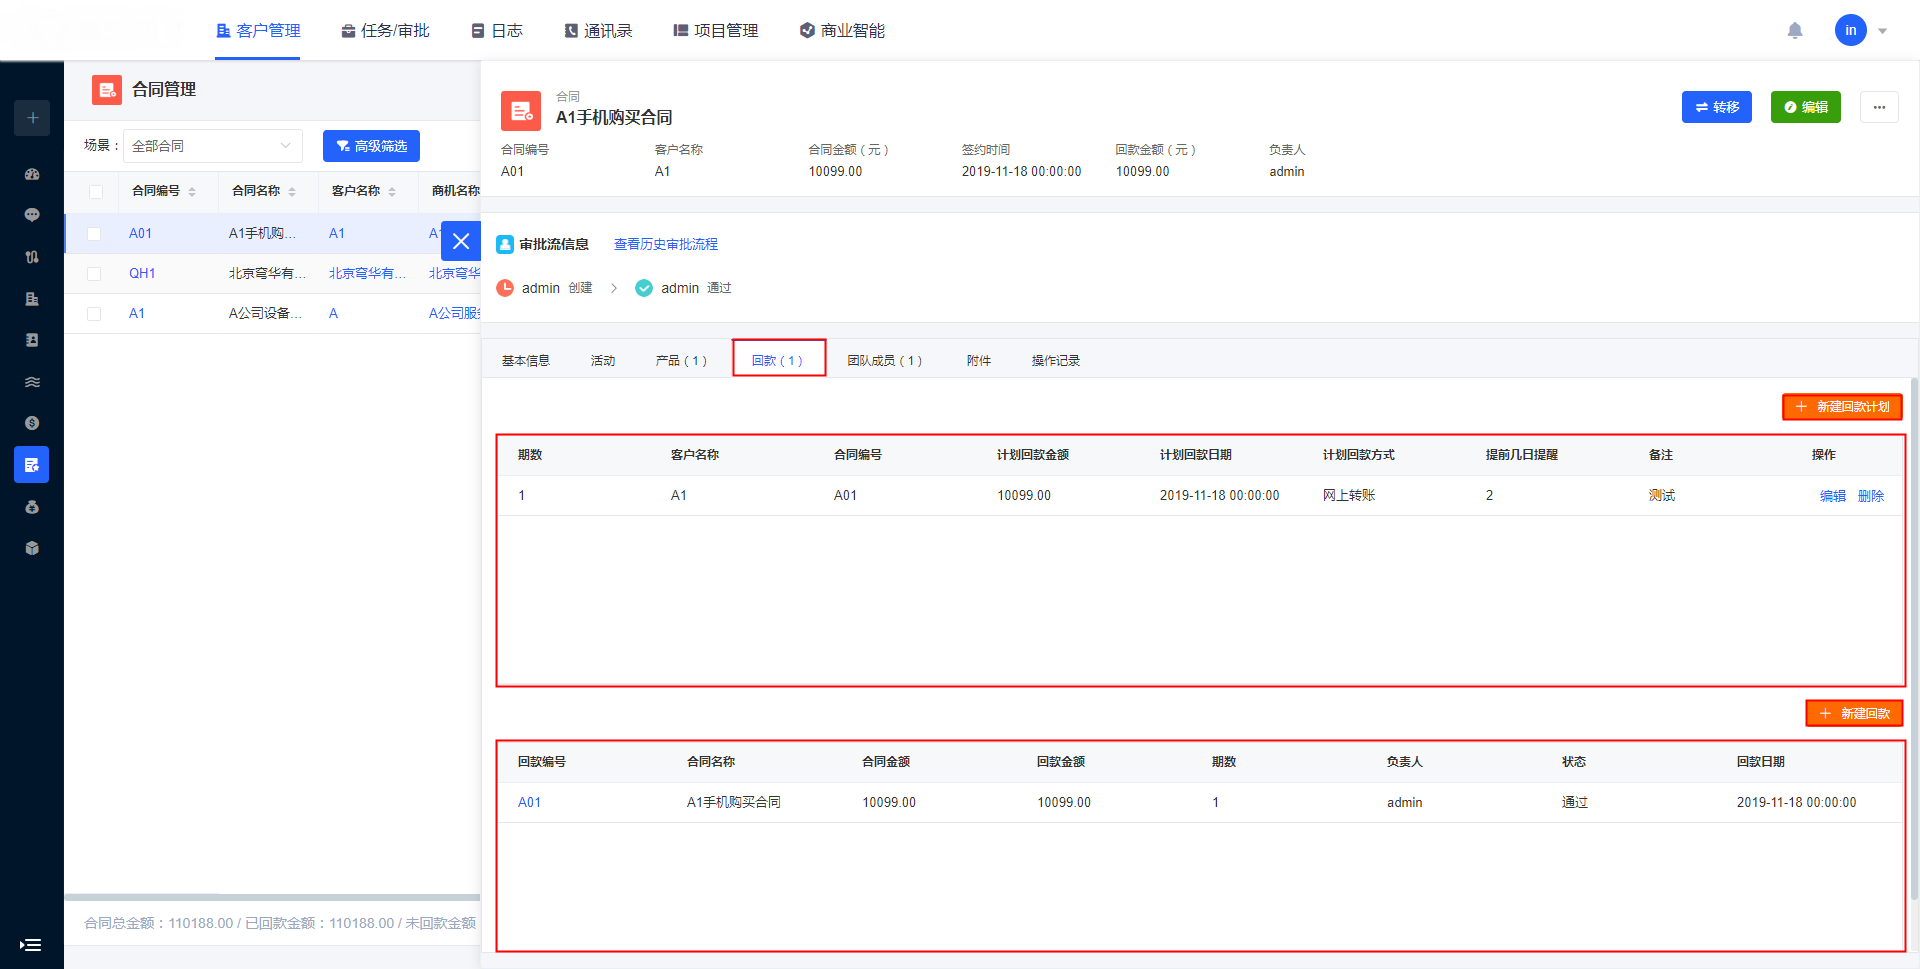 客户管理 任务/审批 日志 通讯录 项目管理 商业智能 in
合同管理
场景： 全部合同 高级筛选
合同编号 合同名称 客户名称 商机名称
A01 A1手机购... A1
QH1 北京穹华有... 北京穹华有... 北京穹华
A1 A公司设备... A A公司服
合同总金额：110188.00 / 已回款金额：110188.00 / 未回款金额
合同
A1手机购买合同
转移 编辑 ...
合同编号 客户名称 合同金额（元） 签约时间 回款金额（元） 负责人
A01 A1 10099.00 2019-11-18 00:00:00 10099.00 admin
审批流信息 查看历史审批流程
admin 创建 > admin 通过
基本信息 活动 产品（1） 回款（1） 团队成员（1） 附件 操作记录
+ 新建回款计划
期数 客户名称 合同编号 计划回款金额 计划回款日期 计划回款方式 提前几日提醒 备注 操作
1 A1 A01 10099.00 2019-11-18 00:00:00 网上转账 2 测试 编辑 删除
+ 新建回款
回款编号 合同名称 合同金额 回款金额 期数 负责人 状态 回款日期
A01 A1手机购买合同 10099.00 10099.00 1 admin 通过 2019-11-18 00:00:00